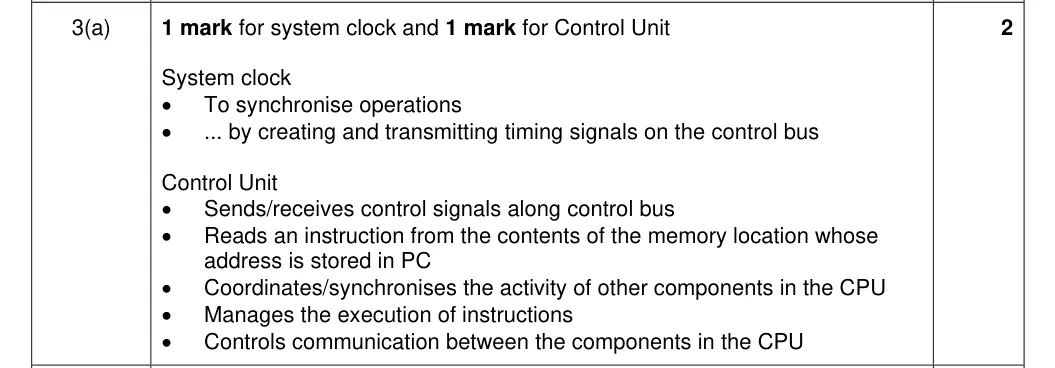 3(a) 1 mark for system clock and 1 mark for Control Unit 2
System clock
• To synchronise operations
• ... by creating and transmitting timing signals on the control bus
Control Unit
• Sends/receives control signals along control bus
• Reads an instruction from the contents of the memory location whose
address is stored in PC
• Coordinates/synchronises the activity of other components in the CPU
• Manages the execution of instructions
• Controls communication between the components in the CPU